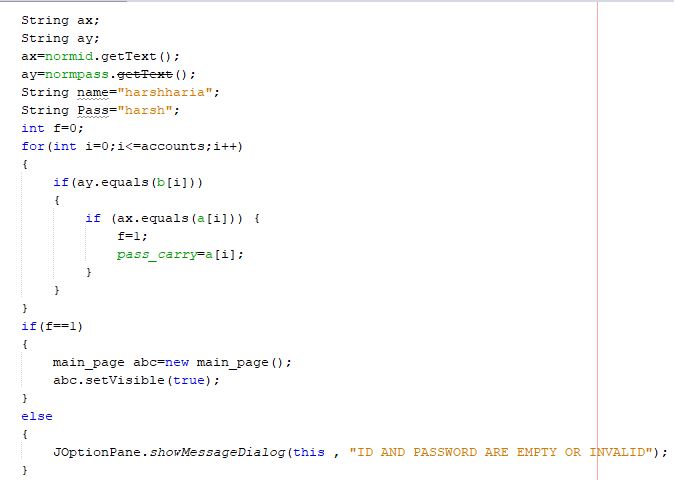 String ax;
String ay;
ax=normid.getText();
ay=normpass.getText();
String name="harshharia";
String Pass="harsh";
int f=0;
for(int i=0;i<=accounts;i++)
{
if(ay.equals(b[i]))
{
if (ax.equals(a[i])) {
f=1;
pass_carry=a[i];
}
}
}
if(f==1)
{
main_page abc=new main_page();
abc.setVisible(true);
}
else
{
JOptionPane.showMessageDialog(this , "ID AND PASSWORD ARE EMPTY OR INVALID");
}